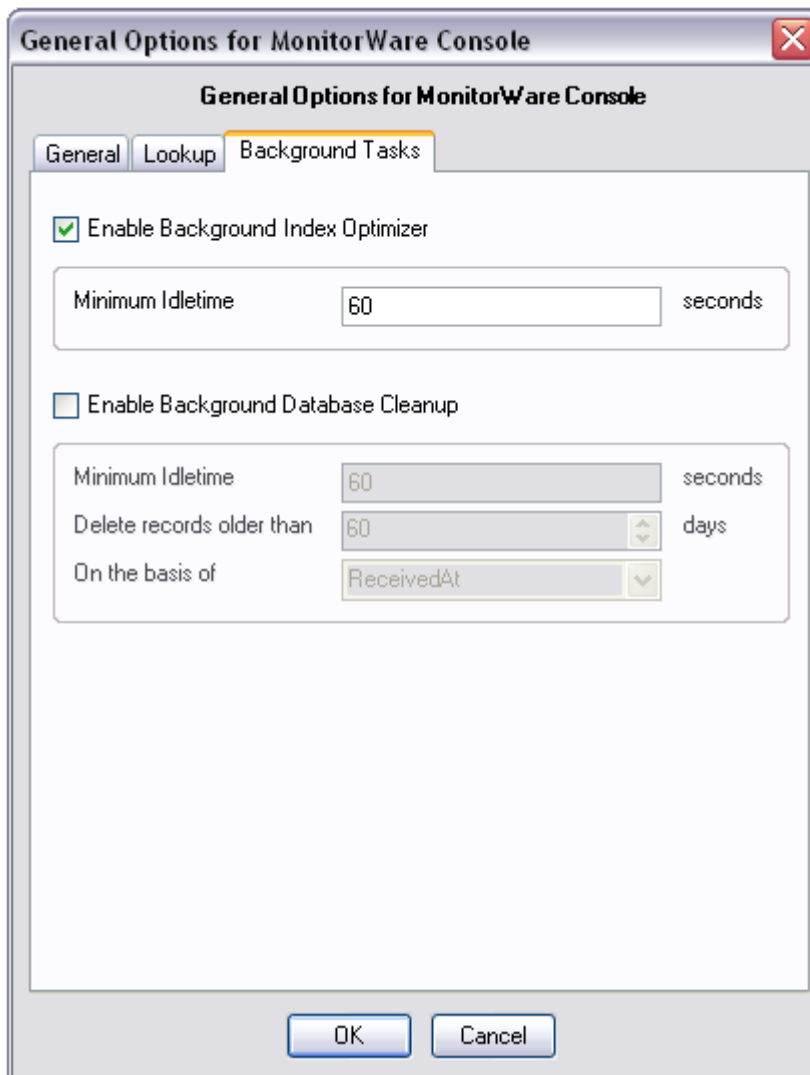 General Options for MonitorWare Console
General Options for MonitorWare Console
General Lookup Background Tasks
Enable Background Index Optimizer
Minimum Idletime 60 seconds
Enable Background Database Cleanup
Minimum Idletime 60 seconds
Delete records older than 60 days
On the basis of ReceivedAt
OK Cancel